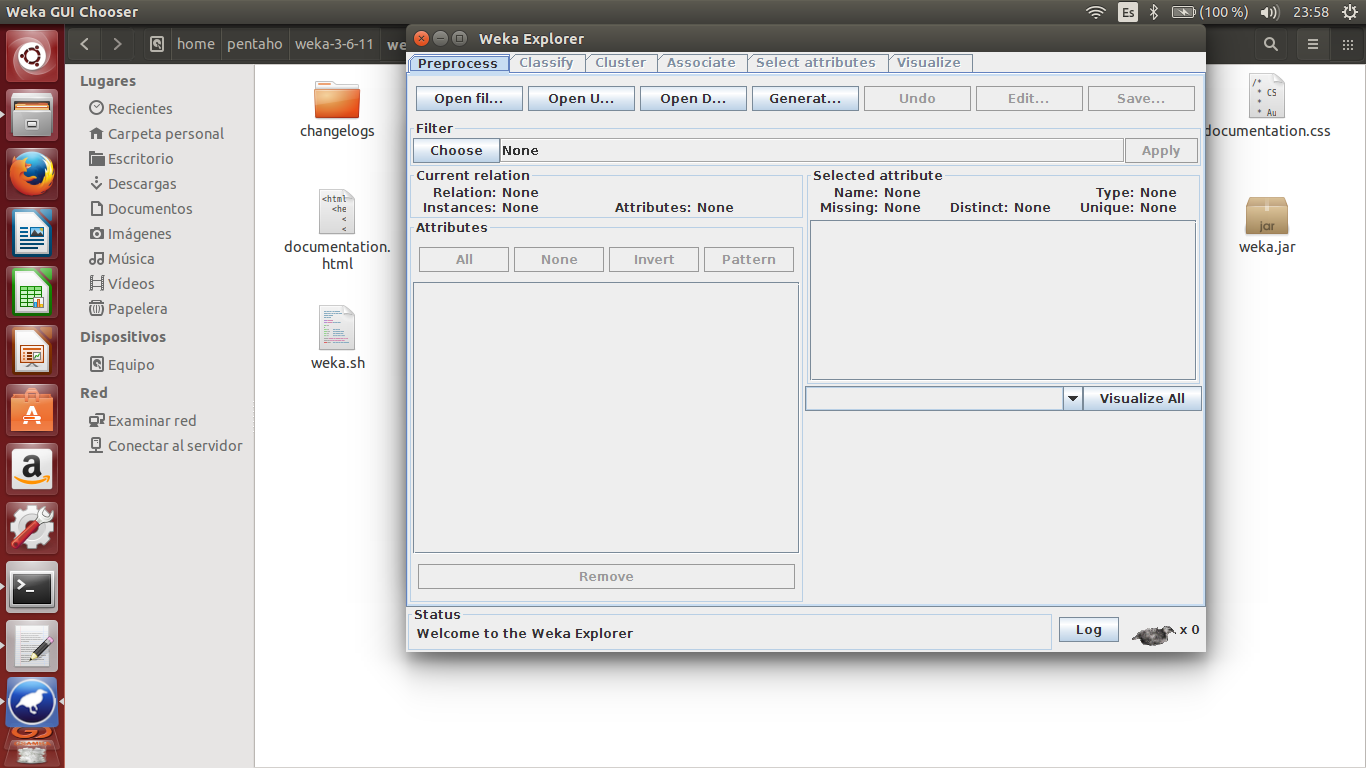 Weka GUI Chooser
Es
(100 %)
23:58
home
pentaho
weka-3-6-11
Weka Explorer
Lugares
Recientes
Carpeta personal
Escritorio
Descargas
Documentos
Imágenes
Música
Vídeos
Papelera
Dispositivos
Equipo
Red
Examinar red
Conectar al servidor
changelogs
<html
<he
<
<
documentation.
html
weka.sh
Preprocess
Classify
Cluster
Associate
Select attributes
Visualize
Open fil...
Open U...
Open D...
Generat...
Undo
Edit...
Save...
Filter
Choose
None
Apply
Current relation
Relation: None
Instances: None
Attributes: None
Attributes
All
None
Invert
Pattern
Remove
Selected attribute
Name: None
Type: None
Missing: None
Distinct: None
Unique: None
Visualize All
Status
Welcome to the Weka Explorer
Log
x 0
/*
* CS
*
* Au
documentation.css
jar
weka.jar
a
>_